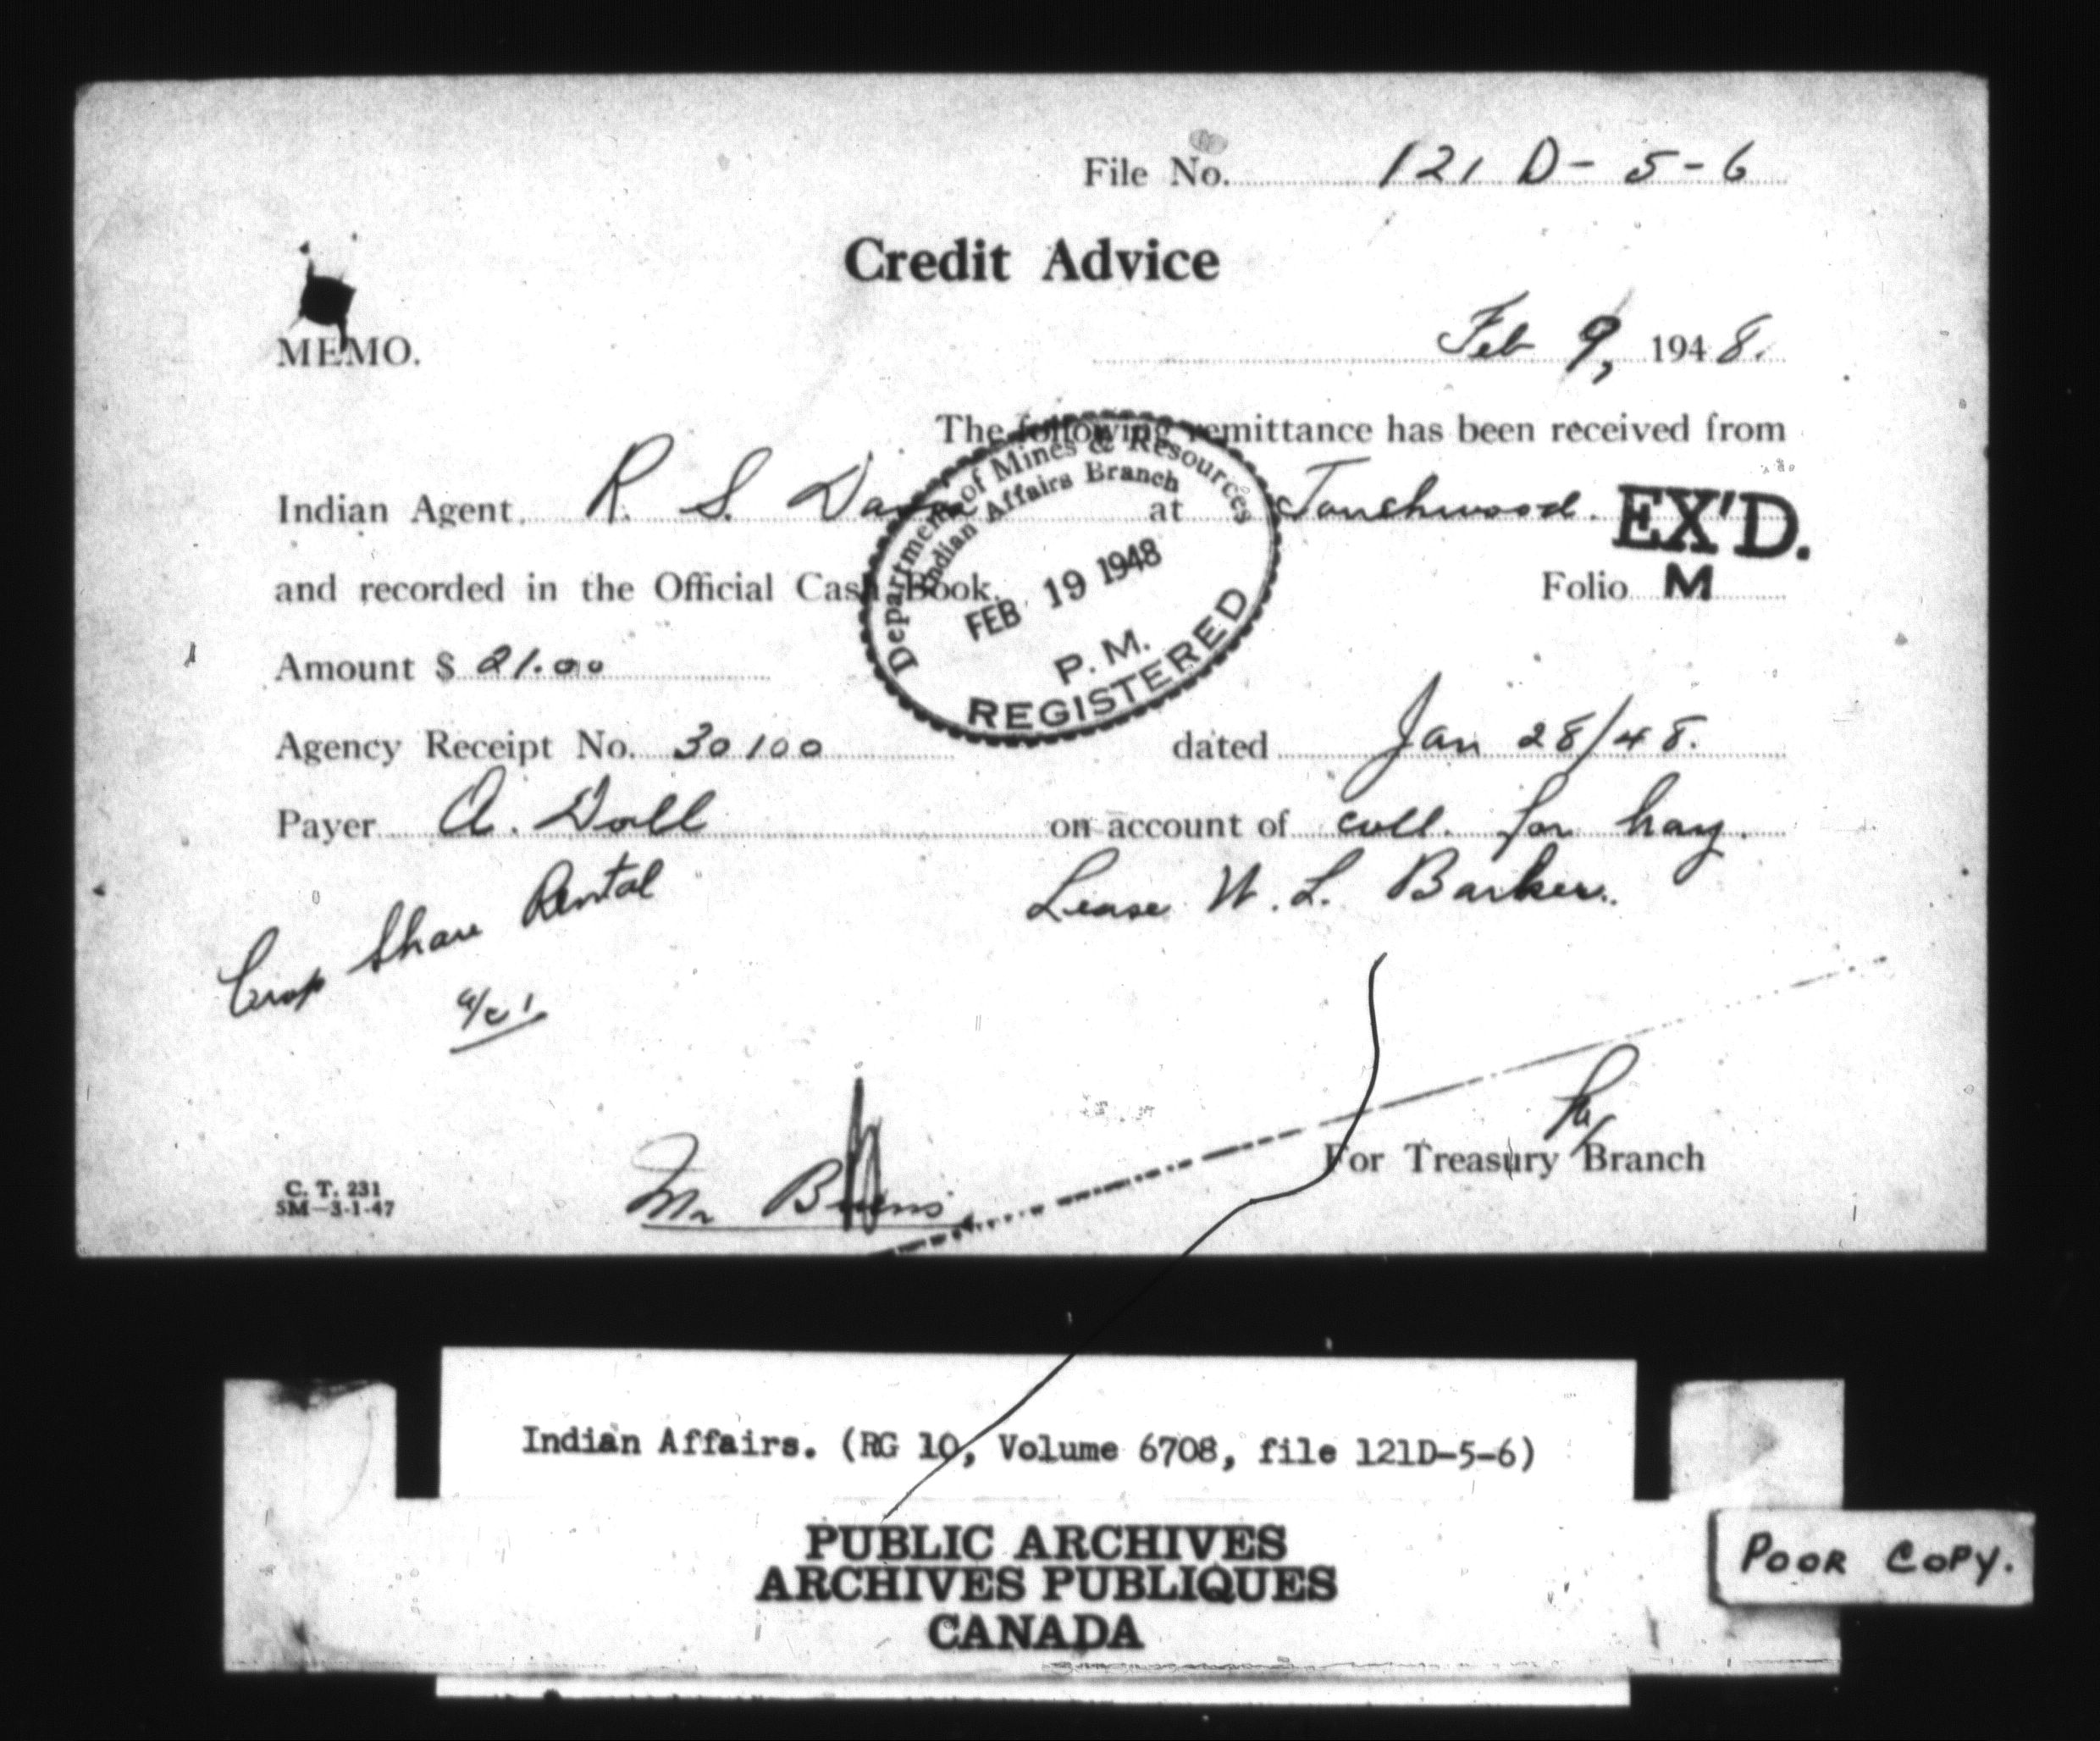 File No. 121 D-5-6
Credit Advice
MEMO.
Feb 9, 1948.
The following remittance has been received from
Indian Agent R. S. at Touchwood.
EX'D.
and recorded in the Official Cash Book. Folio M
Department of Mines & Resources
Indian Affairs Branch
FEB 19 1948
P. M.
REGISTERED
Amount $ 21.00
Agency Receipt No. 30100 dated Jan 28/48.
Payer A. Doll on account of coll. for hay.
Crop Share Rental Lease W. L. Barker.
a/c 1
For Treasury Branch
C. T. 231
5M-3-1-47
Mr
Indian Affairs. (RG 10, Volume 6708, file 121D-5-6)
PUBLIC ARCHIVES
ARCHIVES PUBLIQUES
CANADA
POOR COPY.